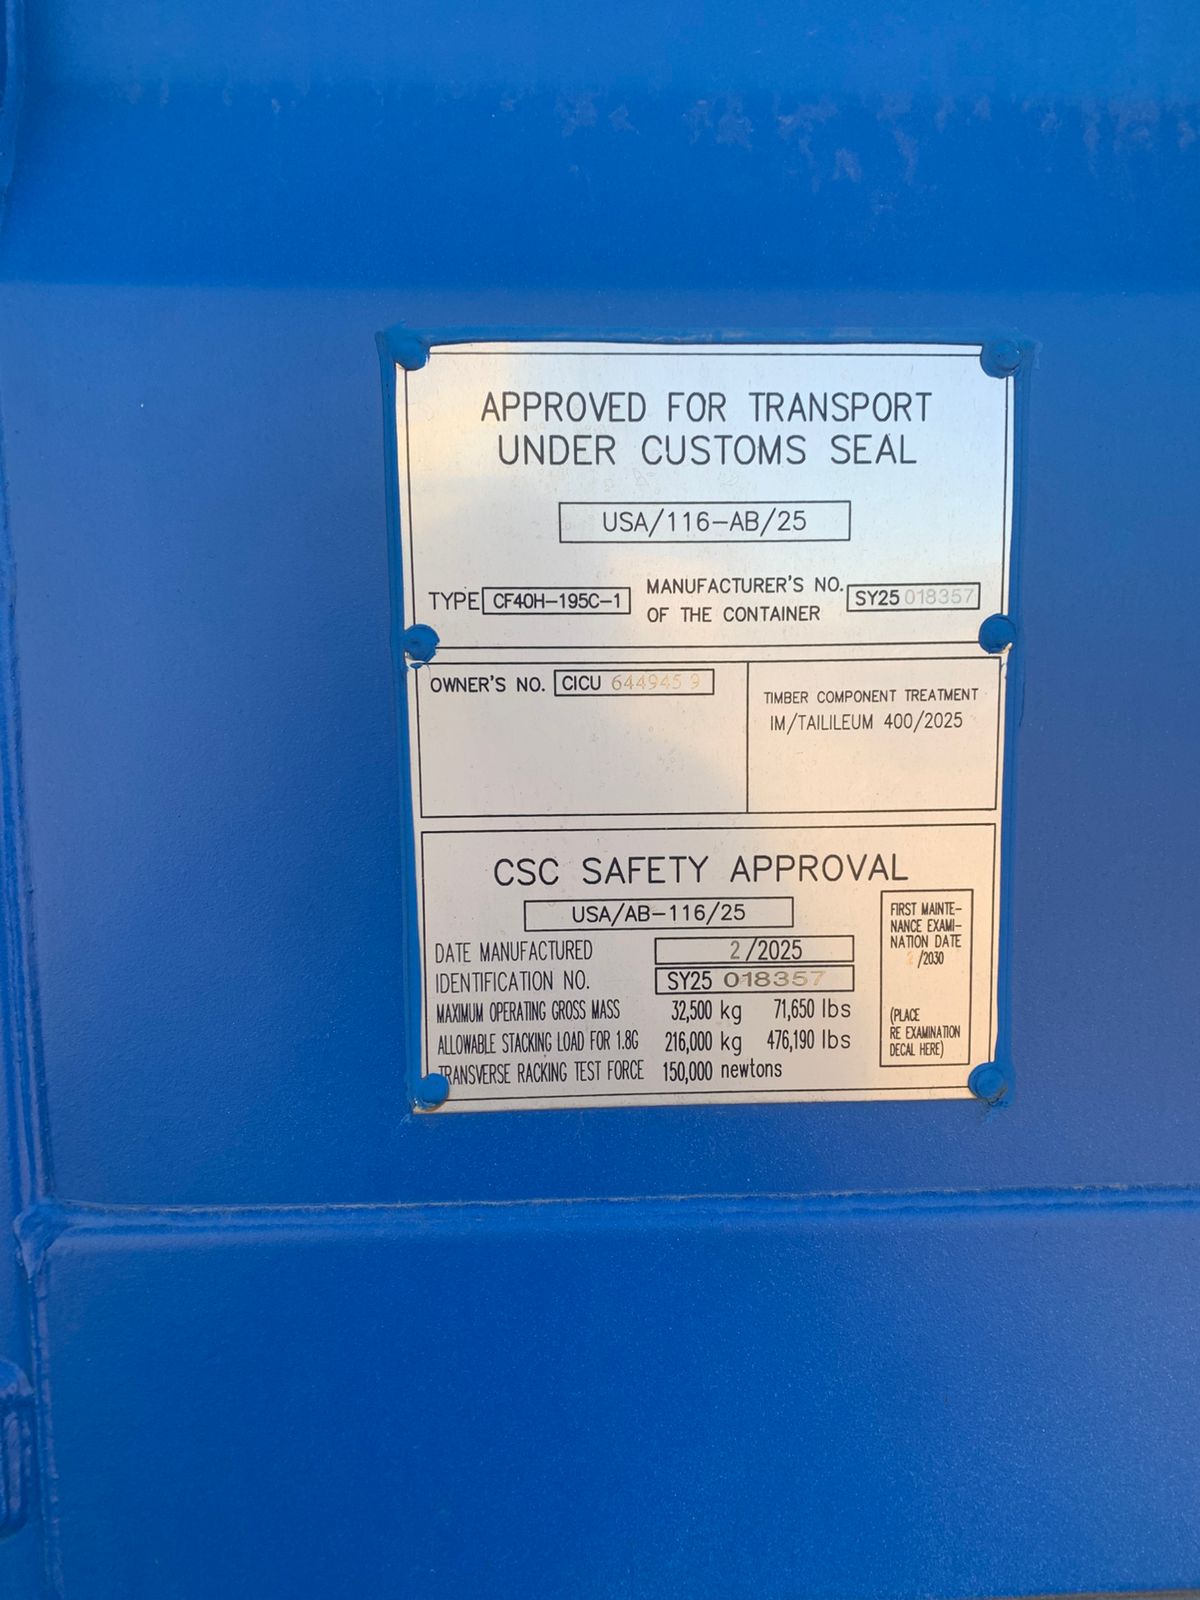 APPROVED FOR TRANSPORT
UNDER CUSTOMS SEAL
USA/116-AB/25
TYPE CF40H-195C-1 MANUFACTURER'S NO. OF THE CONTAINER SY25 018357
OWNER'S NO. CICU 644945 9
TIMBER COMPONENT TREATMENT
IM/TAILILEUM 400/2025
CSC SAFETY APPROVAL
USA/AB-116/25
DATE MANUFACTURED 2/2025
IDENTIFICATION NO. SY25 018357
MAXIMUM OPERATING GROSS MASS 32,500 kg 71,650 lbs
ALLOWABLE STACKING LOAD FOR 1.8G 216,000 kg 476,190 lbs
TRANSVERSE RACKING TEST FORCE 150,000 newtons
FIRST MAINTE-
NANCE EXAMI-
NATION DATE
2/2030
(PLACE
RE EXAMINATION
DECAL HERE)